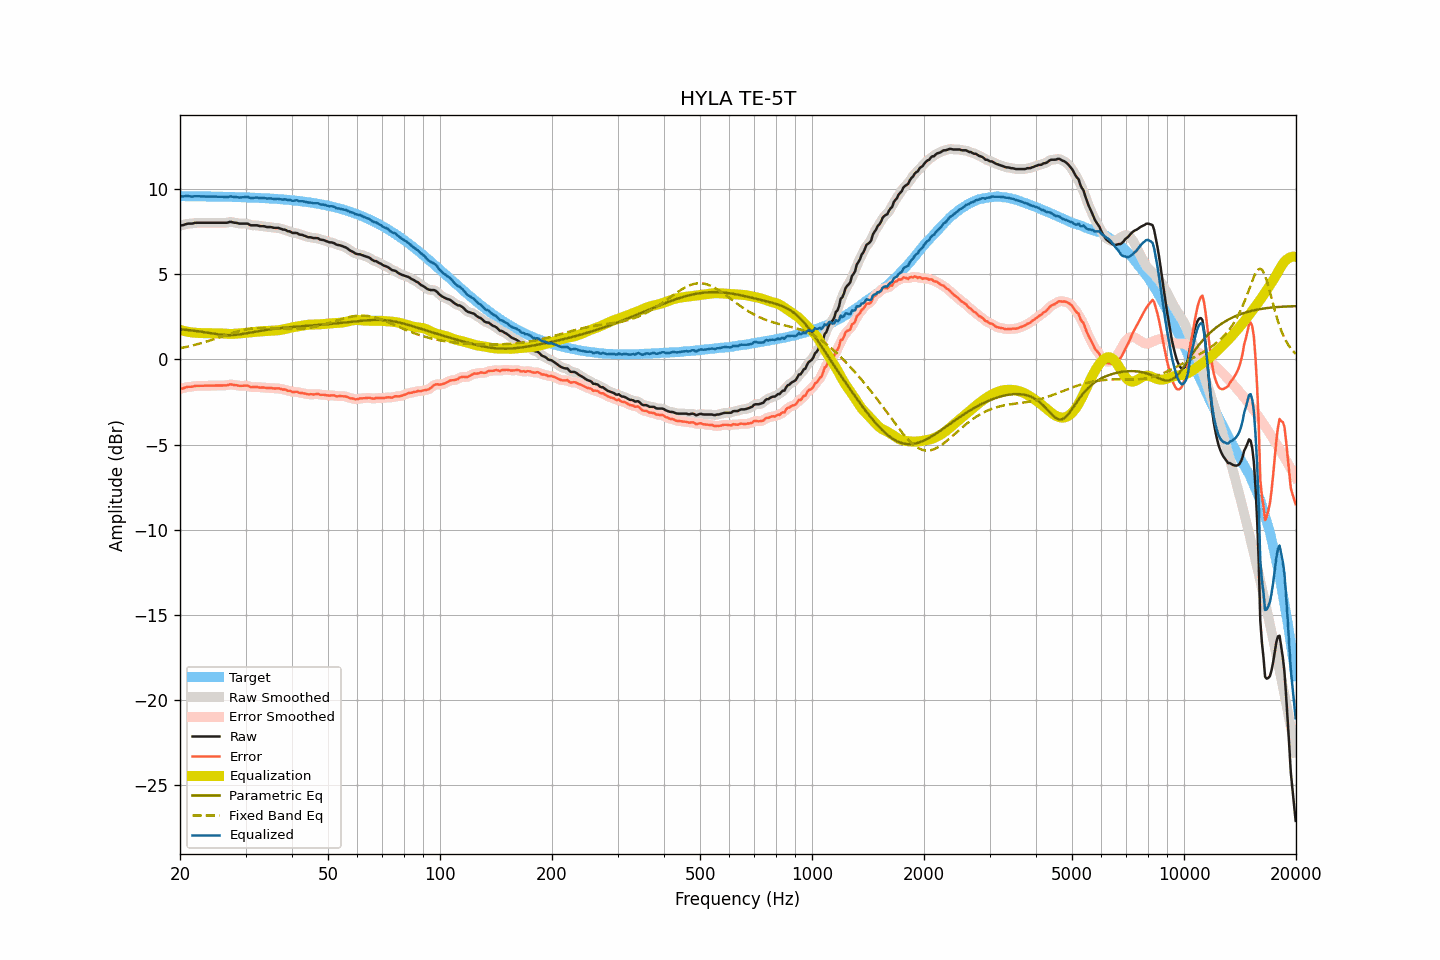 HYLA TE-5T
Amplitude (dBr)
10
5
0
−5
−10
−15
−20
−25
Target
Raw Smoothed
Error Smoothed
Raw
Error
Equalization
Parametric Eq
Fixed Band Eq
Equalized
20 50 100 200 500 1000 2000 5000 10000 20000
Frequency (Hz)